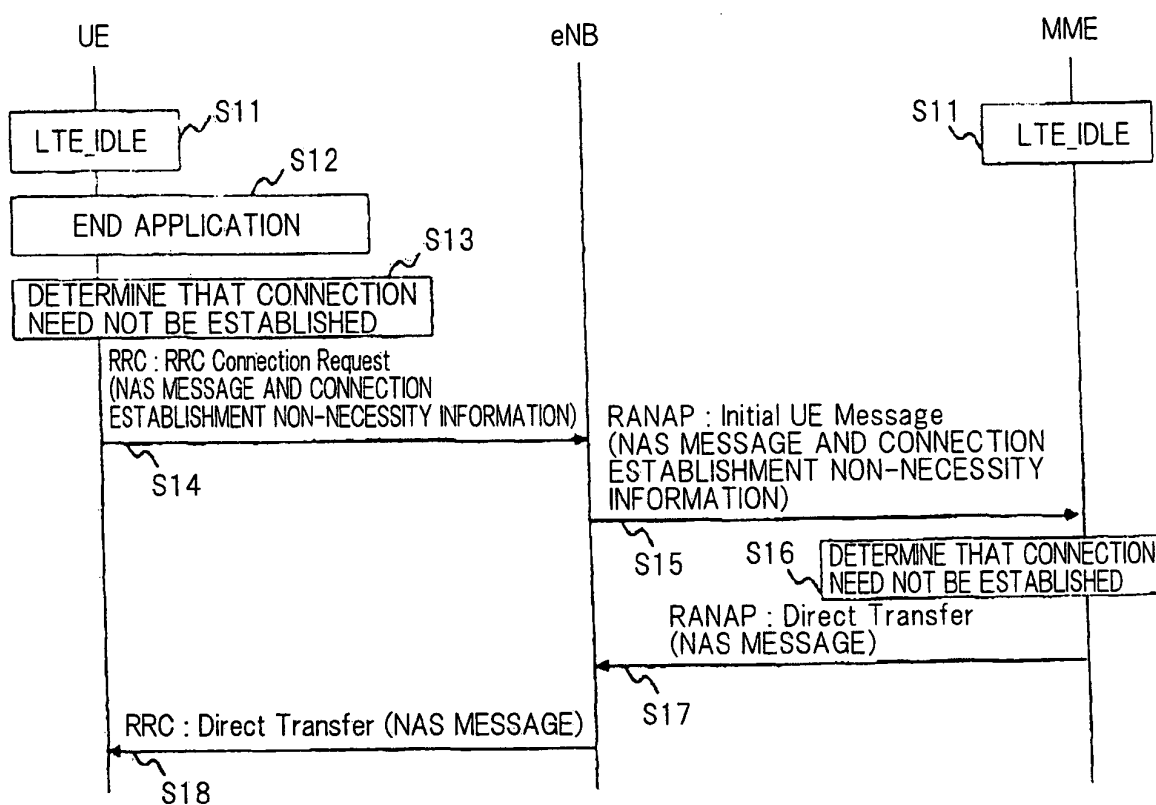 UE
eNB
MME
LTE_IDLE
S11
S11
LTE_IDLE
S12
END APPLICATION
S13
DETERMINE THAT CONNECTION
NEED NOT BE ESTABLISHED
RRC : RRC Connection Request
(NAS MESSAGE AND CONNECTION
ESTABLISHMENT NON-NECESSITY INFORMATION)
S14
RANAP : Initial UE Message
(NAS MESSAGE AND CONNECTION
ESTABLISHMENT NON-NECESSITY
INFORMATION)
S15
S16
DETERMINE THAT CONNECTION
NEED NOT BE ESTABLISHED
RANAP : Direct Transfer
(NAS MESSAGE)
S17
RRC : Direct Transfer (NAS MESSAGE)
S18